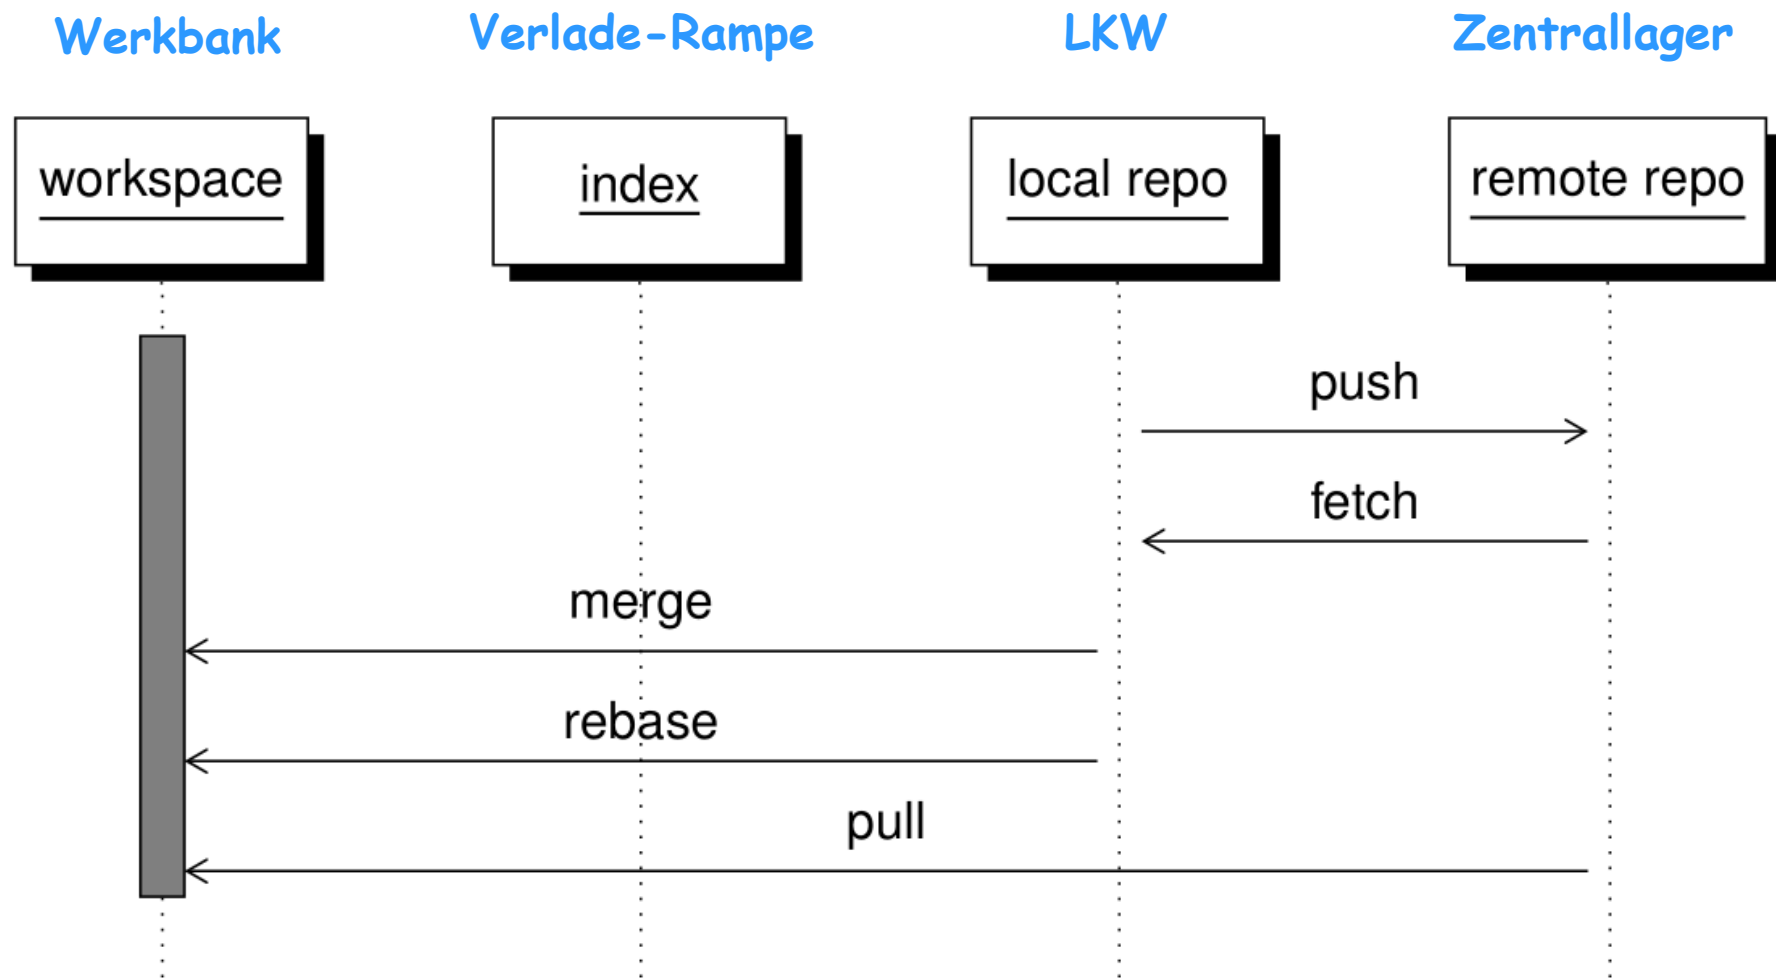 Werkbank Verlade-Rampe LKW Zentrallager
workspace index local repo remote repo
push
fetch
merge
rebase
pull